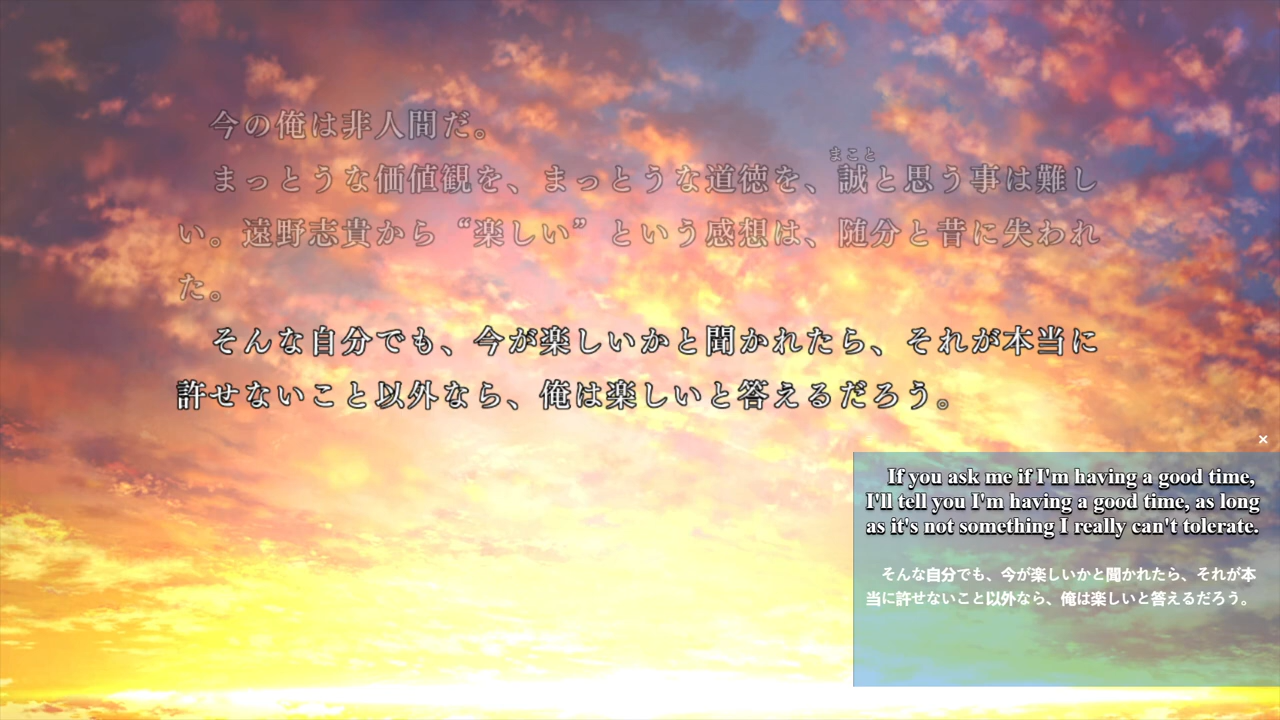 今の俺は非人間だ。
まこと
まっとうな価値観を、まっとうな道徳を、誠と思う事は難し
い。遠野志貴から“楽しい”という感想は、随分と昔に失われ
た。
そんな自分でも、今が楽しいかと聞かれたら、それが本当に
許せないこと以外なら、俺は楽しいと答えるだろう。
×
If you ask me if I'm having a good time,
I'll tell you I'm having a good time, as long
as it's not something I really can't tolerate.
そんな自分でも、今が楽しいかと聞かれたら、それが本
当に許せないこと以外なら、俺は楽しいと答えるだろう。